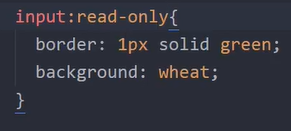 input:read-only{
  border: 1px solid green;
  background: wheat;
}